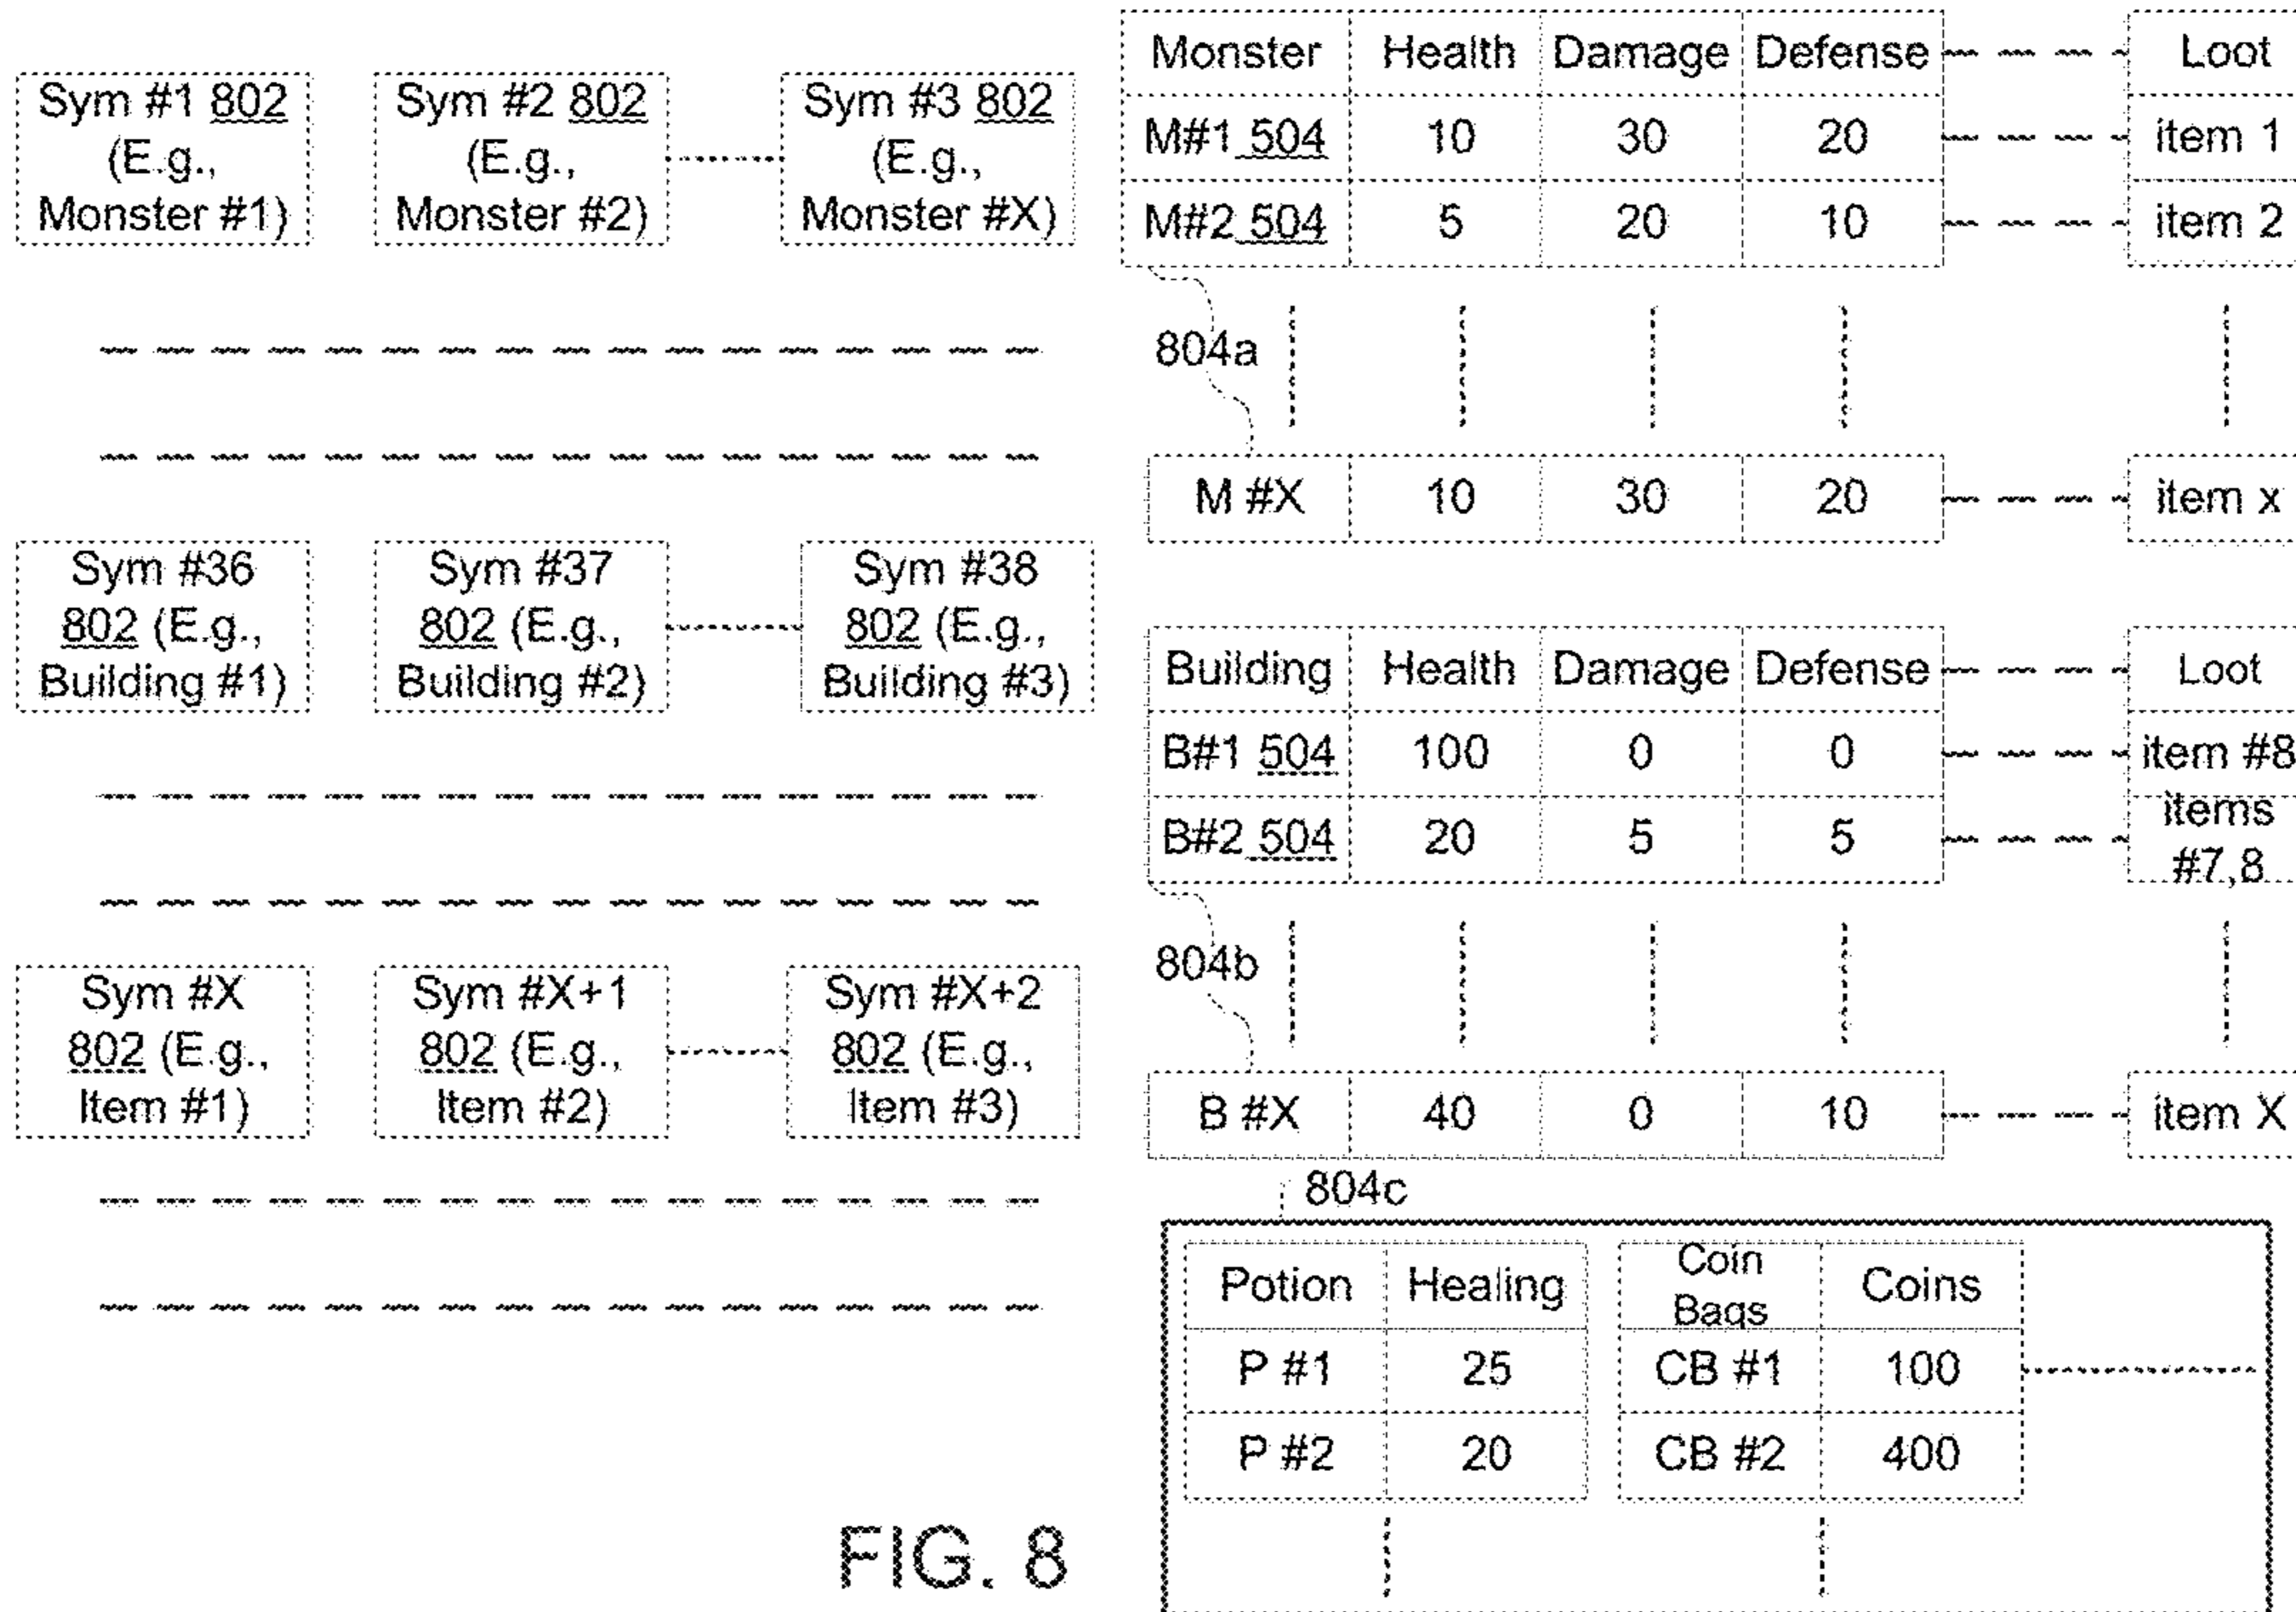 Sym #1 802
(E.g.,
Monster #1)
Sym #2 802
(E.g.,
Monster #2)
Sym #3 802
(E.g.,
Monster #X)
Sym #36
802 (E.g.,
Building #1)
Sym #37
802 (E.g.,
Building #2)
Sym #38
802 (E.g.,
Building #3)
Sym #X
802 (E.g.,
Item #1)
Sym #X+1
802 (E.g.,
Item #2)
Sym #X+2
802 (E.g.,
Item #3)
Monster Health Damage Defense Loot
M#1 504 10 30 20 item 1
M#2 504 5 20 10 item 2
804a
M #X 10 30 20 item x
Building Health Damage Defense Loot
B#1 504 100 0 0 item #8
B#2 504 20 5 5 items
#7,8
804b
B #X 40 0 10 item X
804c
Potion Healing
P #1 25
P #2 20
Coin
Bags
Coins
CB #1 100
CB #2 400
FIG. 8